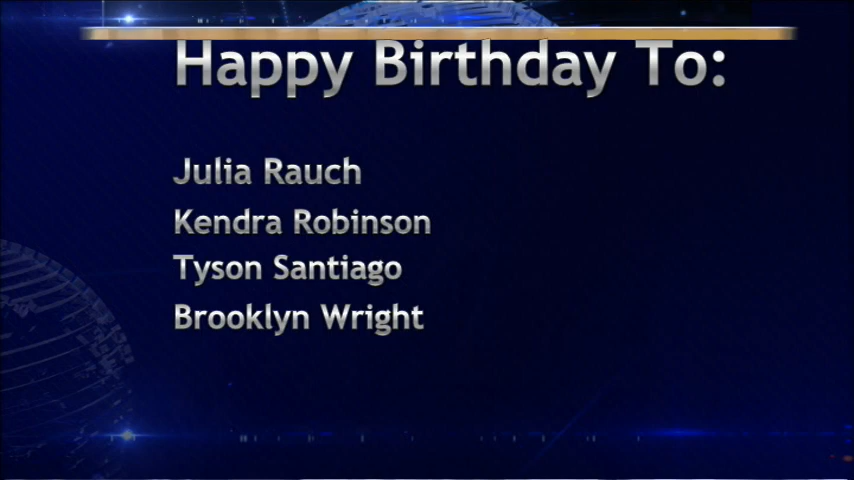 Happy Birthday To:
Julia Rauch
Kendra Robinson
Tyson Santiago
Brooklyn Wright